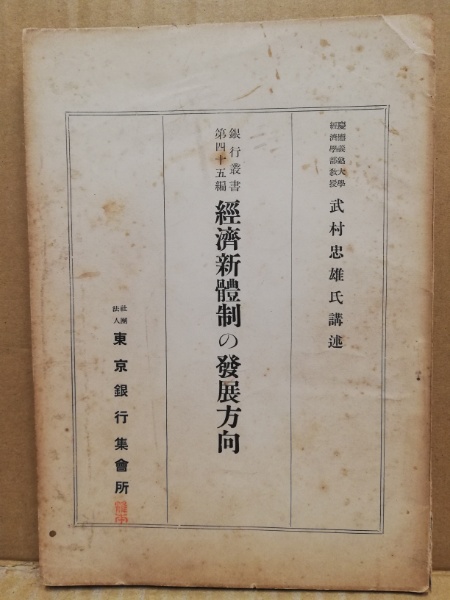 慶應義塾大學
經濟學部教授
武村忠雄氏講述
銀行叢書
第四十五編
經濟新體制の發展方向
社團
法人
東京銀行集會所